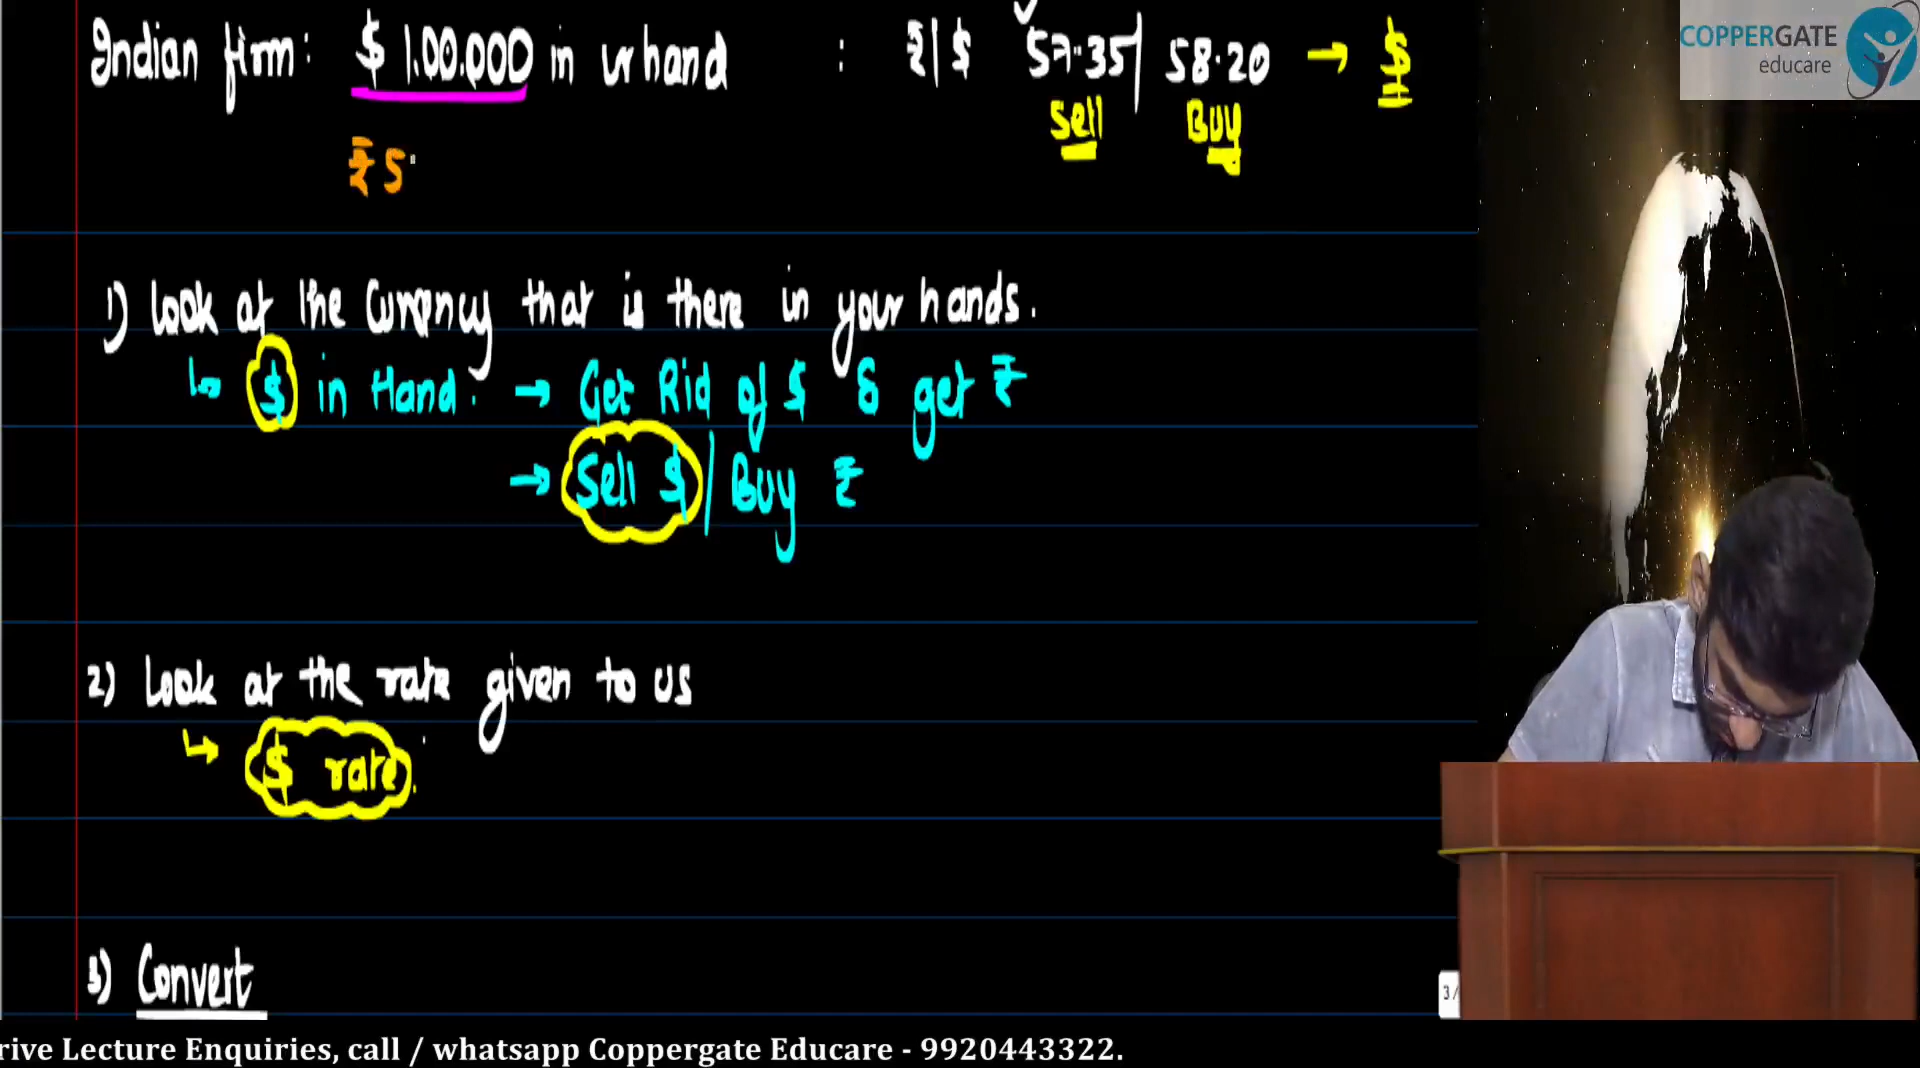 Indian firm: $ 1.00.000 in ur hand : ₹|$ 57.35| 58.20 → $
Sell Buy
₹5
1) Look at the Currency that is there in your hands.
↳ $ in Hand. → Get Rid of $ & get ₹
→ Sell $ | Buy ₹
2) Look at the rate given to us
↳ $ rate.
3) Convert
COPPERGATE
educare
3/
rive Lecture Enquiries, call / whatsapp Coppergate Educare - 9920443322.